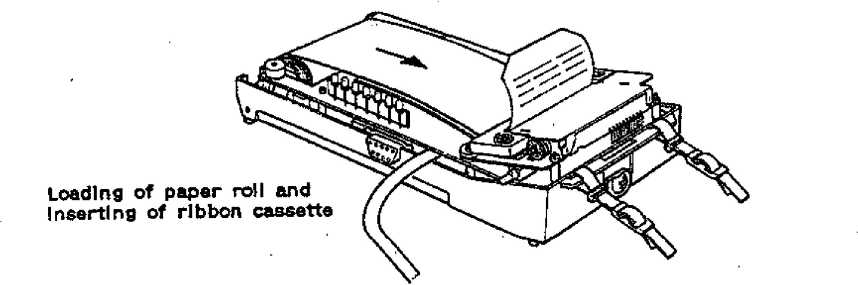 Loading of paper roll and
Inserting of ribbon cassette